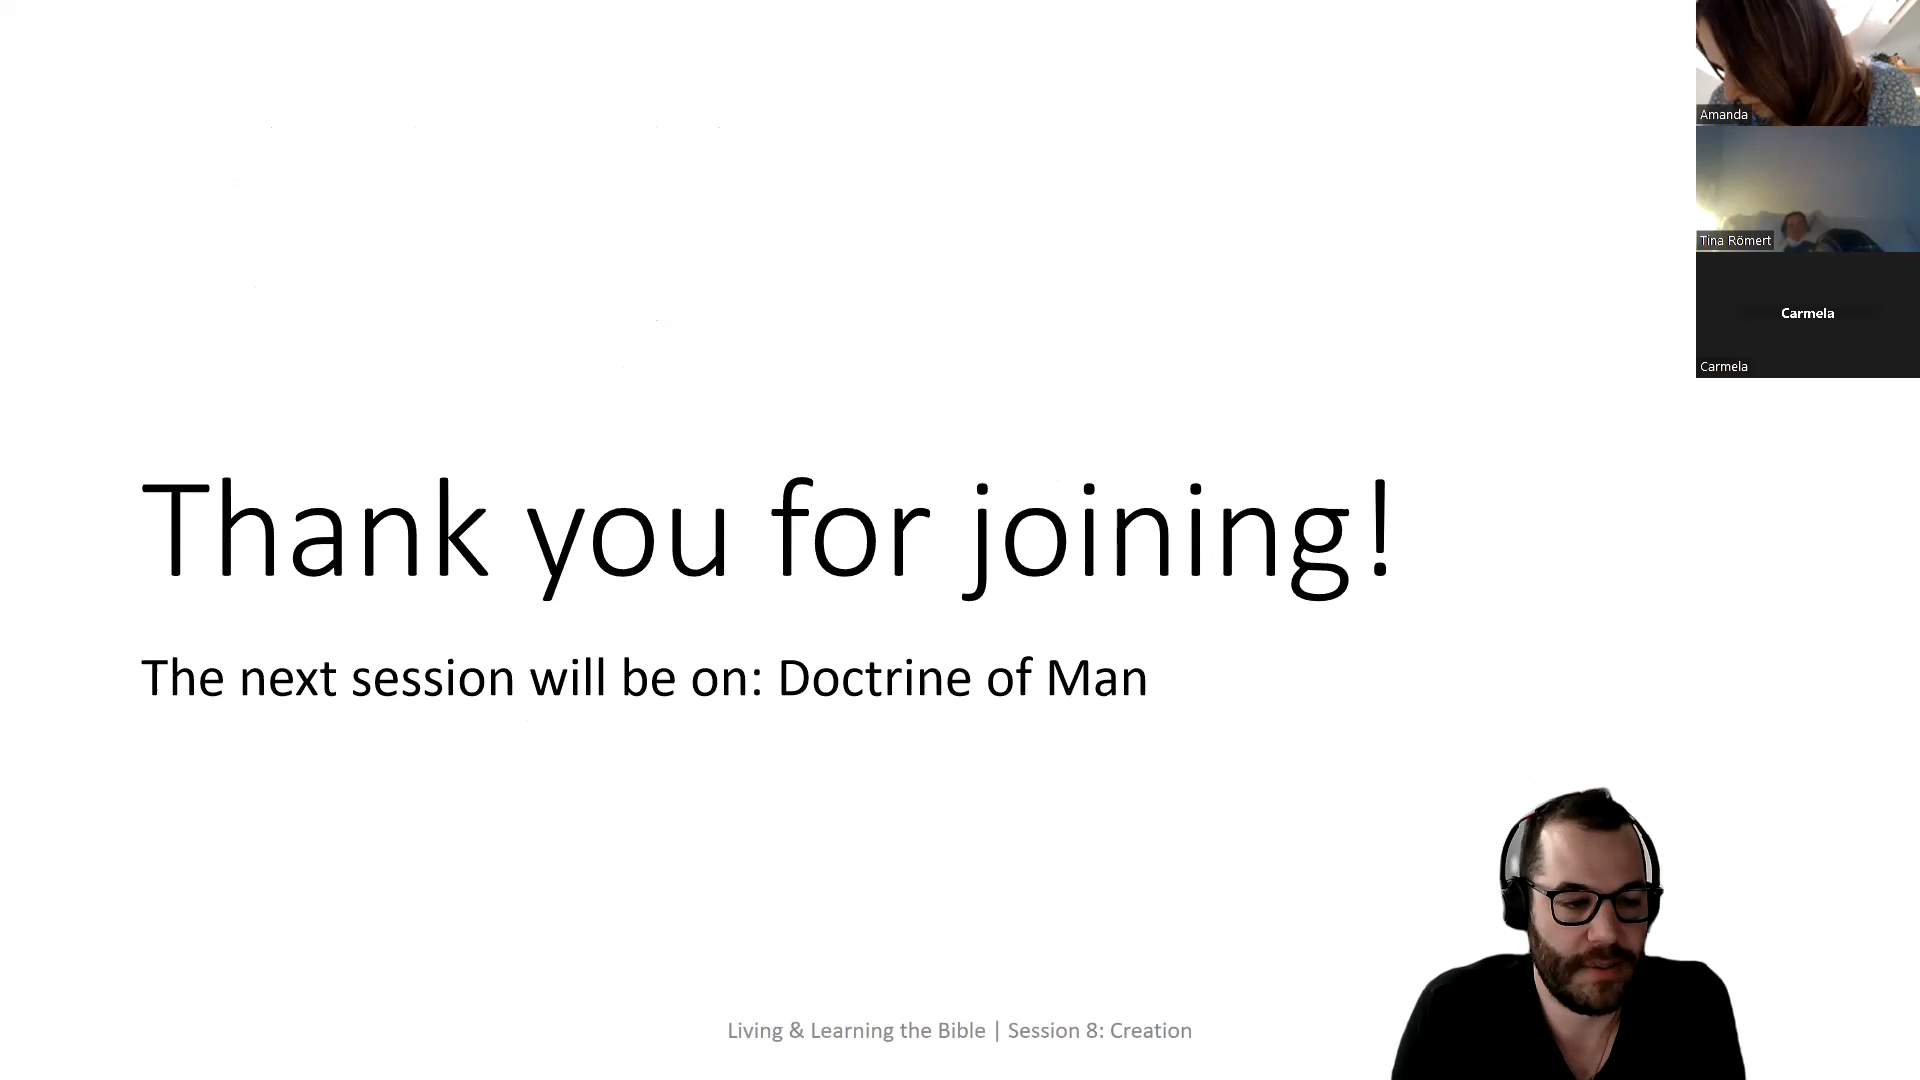 Amanda
Tina Römert
Carmela
Carmela
Thank you for joining!
The next session will be on: Doctrine of Man
Living & Learning the Bible | Session 8: Creation